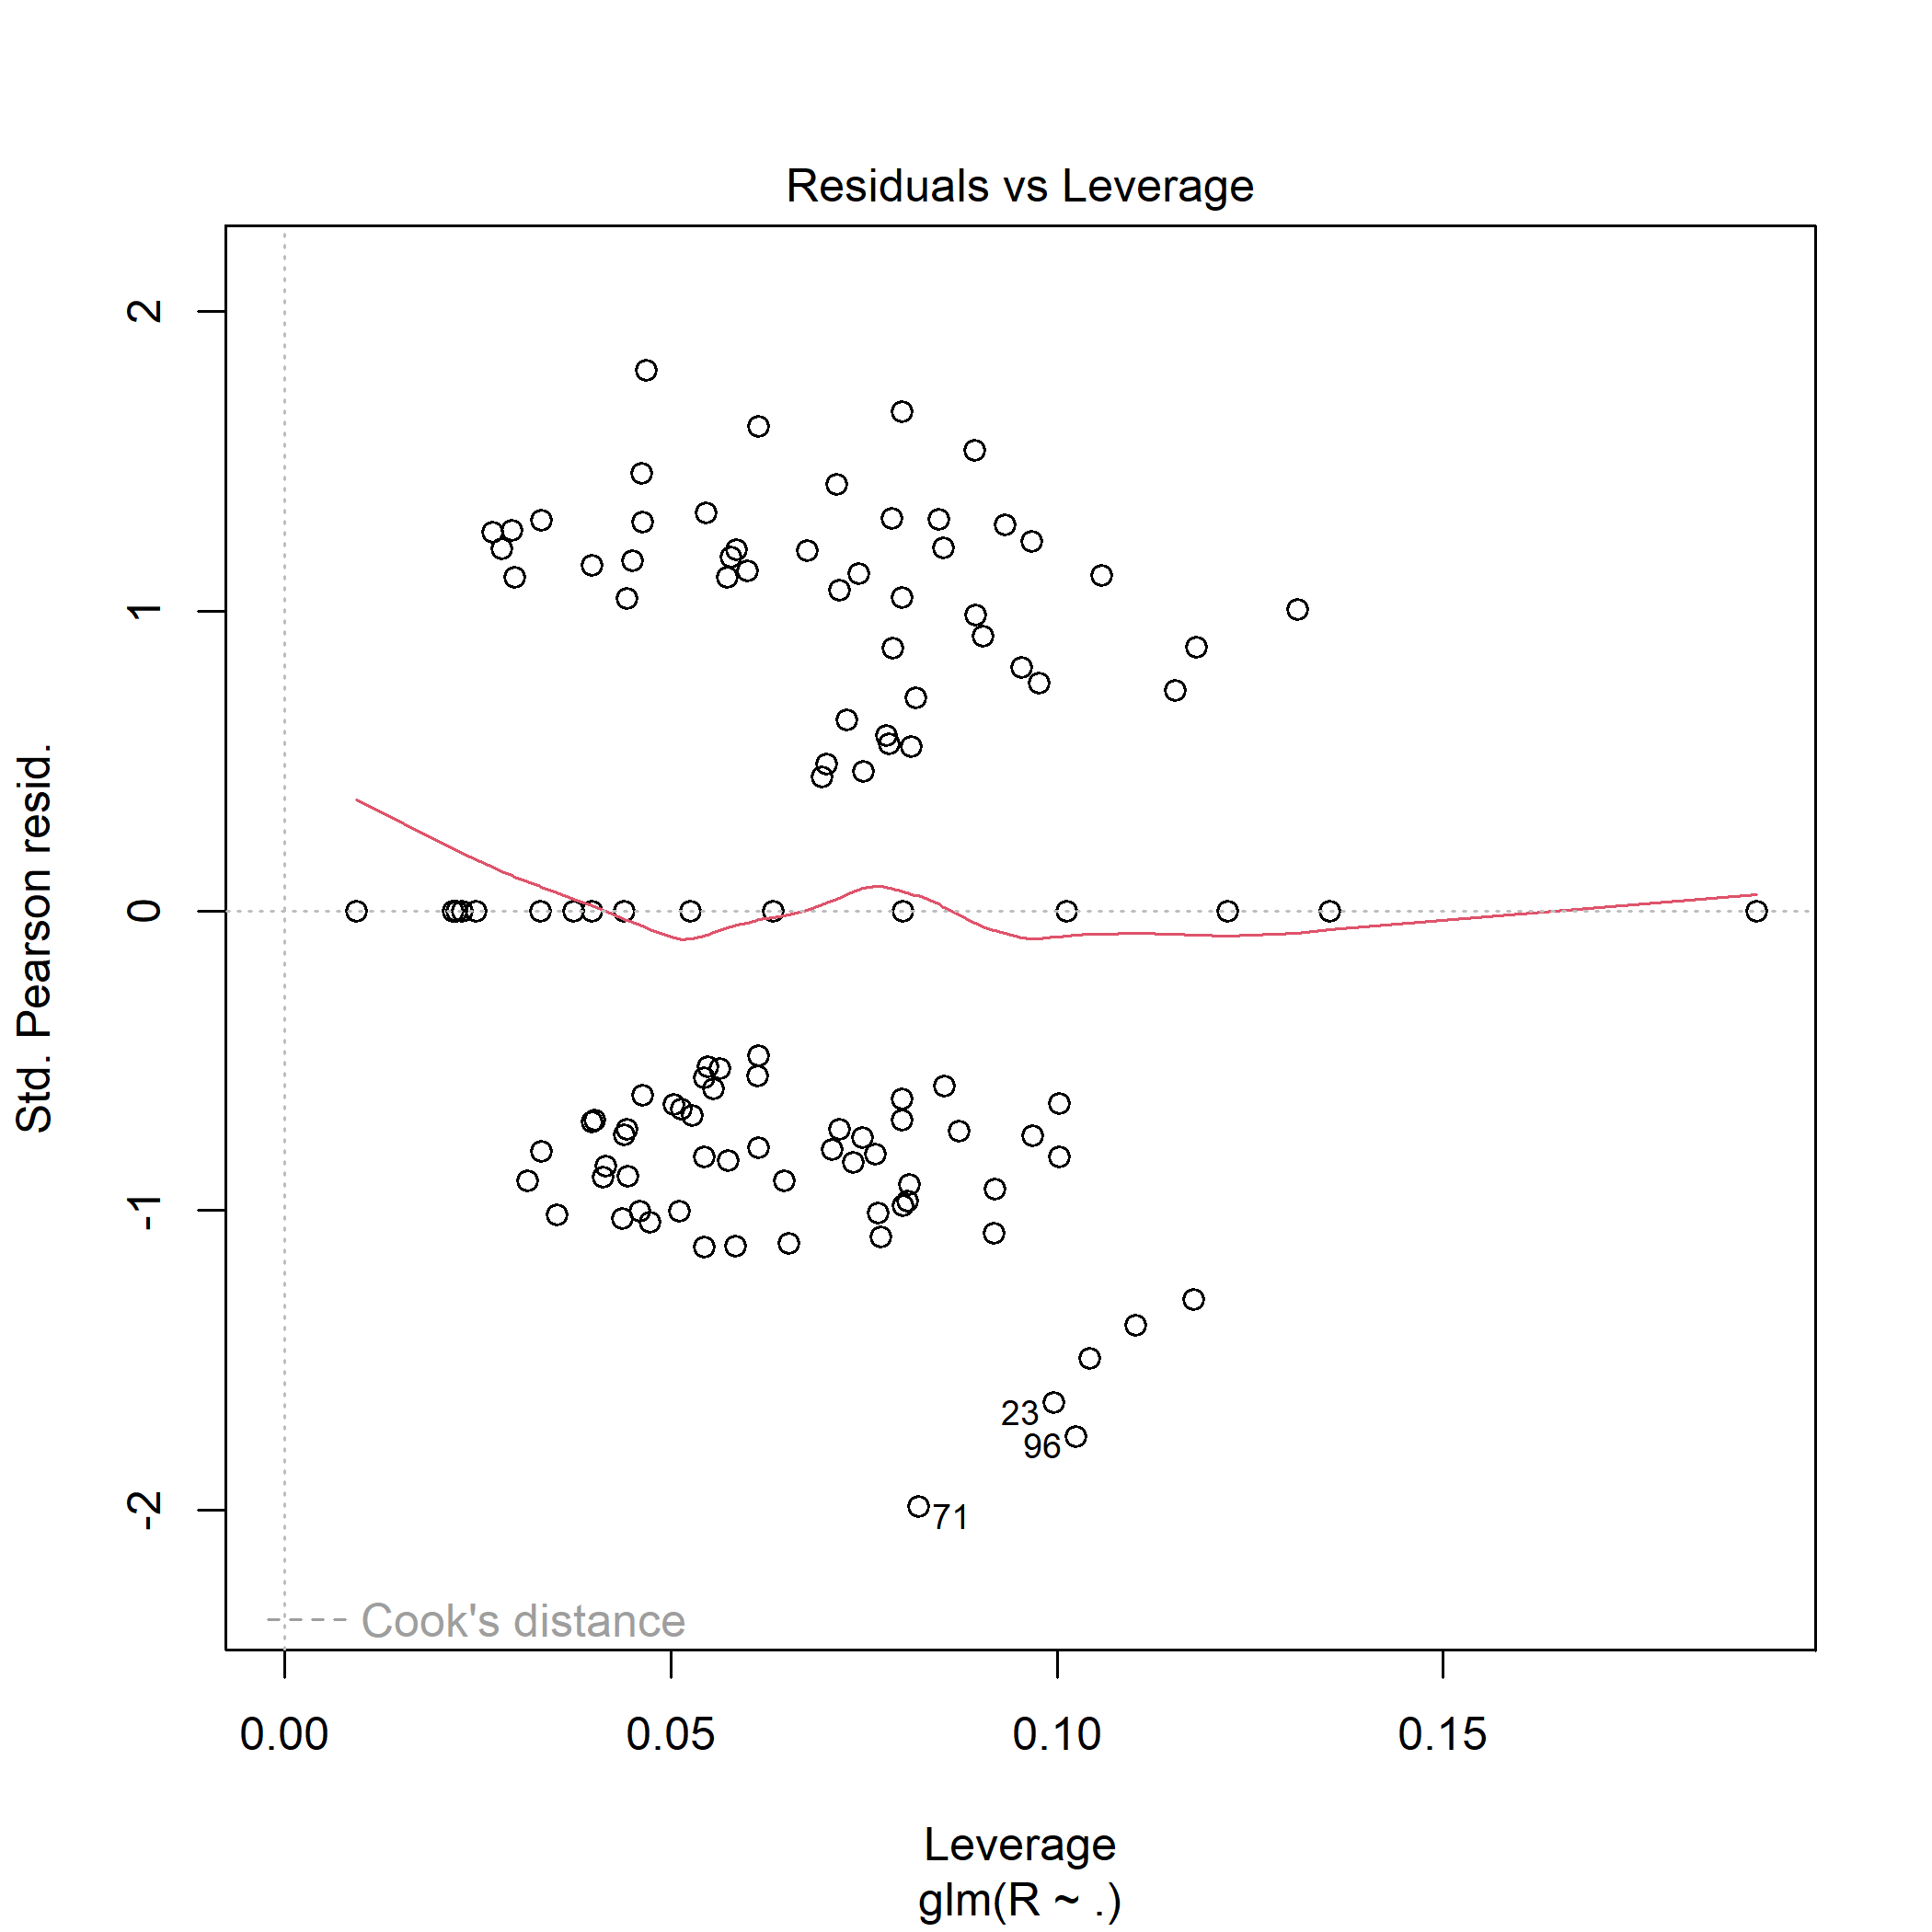 Residuals vs Leverage
Std. Pearson resid.
2
1
0
-1
-2
23
96
71
Cook's distance
0.00 0.05 0.10 0.15
Leverage
glm(R ~ .)